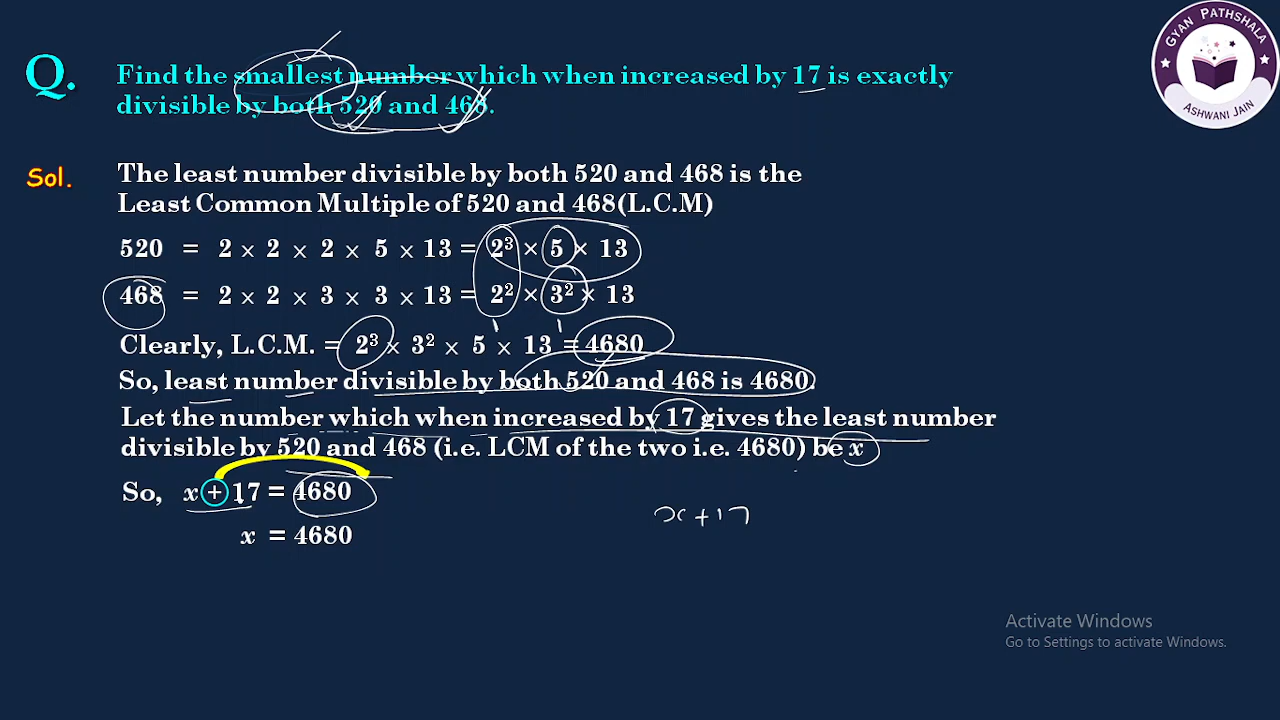 GYAN PATHSHALA
ASHWANI JAIN
Q. Find the smallest number which when increased by 17 is exactly
divisible by both 520 and 468.
Sol. The least number divisible by both 520 and 468 is the
Least Common Multiple of 520 and 468(L.C.M)
520 = 2 × 2 × 2 × 5 × 13 = 2³ × 5 × 13
468 = 2 × 2 × 3 × 3 × 13 = 2² × 3² × 13
Clearly, L.C.M. = 2³ × 3² × 5 × 13 = 4680
So, least number divisible by both 520 and 468 is 4680.
Let the number which when increased by 17 gives the least number
divisible by 520 and 468 (i.e. LCM of the two i.e. 4680) be x
So, x + 17 = 4680
x + 17
x = 4680
Activate Windows
Go to Settings to activate Windows.